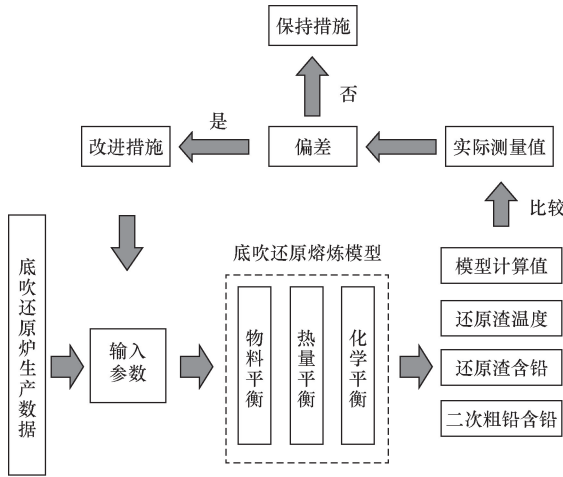 保持措施
否
是
改进措施
偏差
实际测量值
比较
底吹还原熔炼模型
底吹还原炉生产数据
输入
参数
物料平衡
热量平衡
化学平衡
模型计算值
还原渣温度
还原渣含铅
二次粗铅含铅